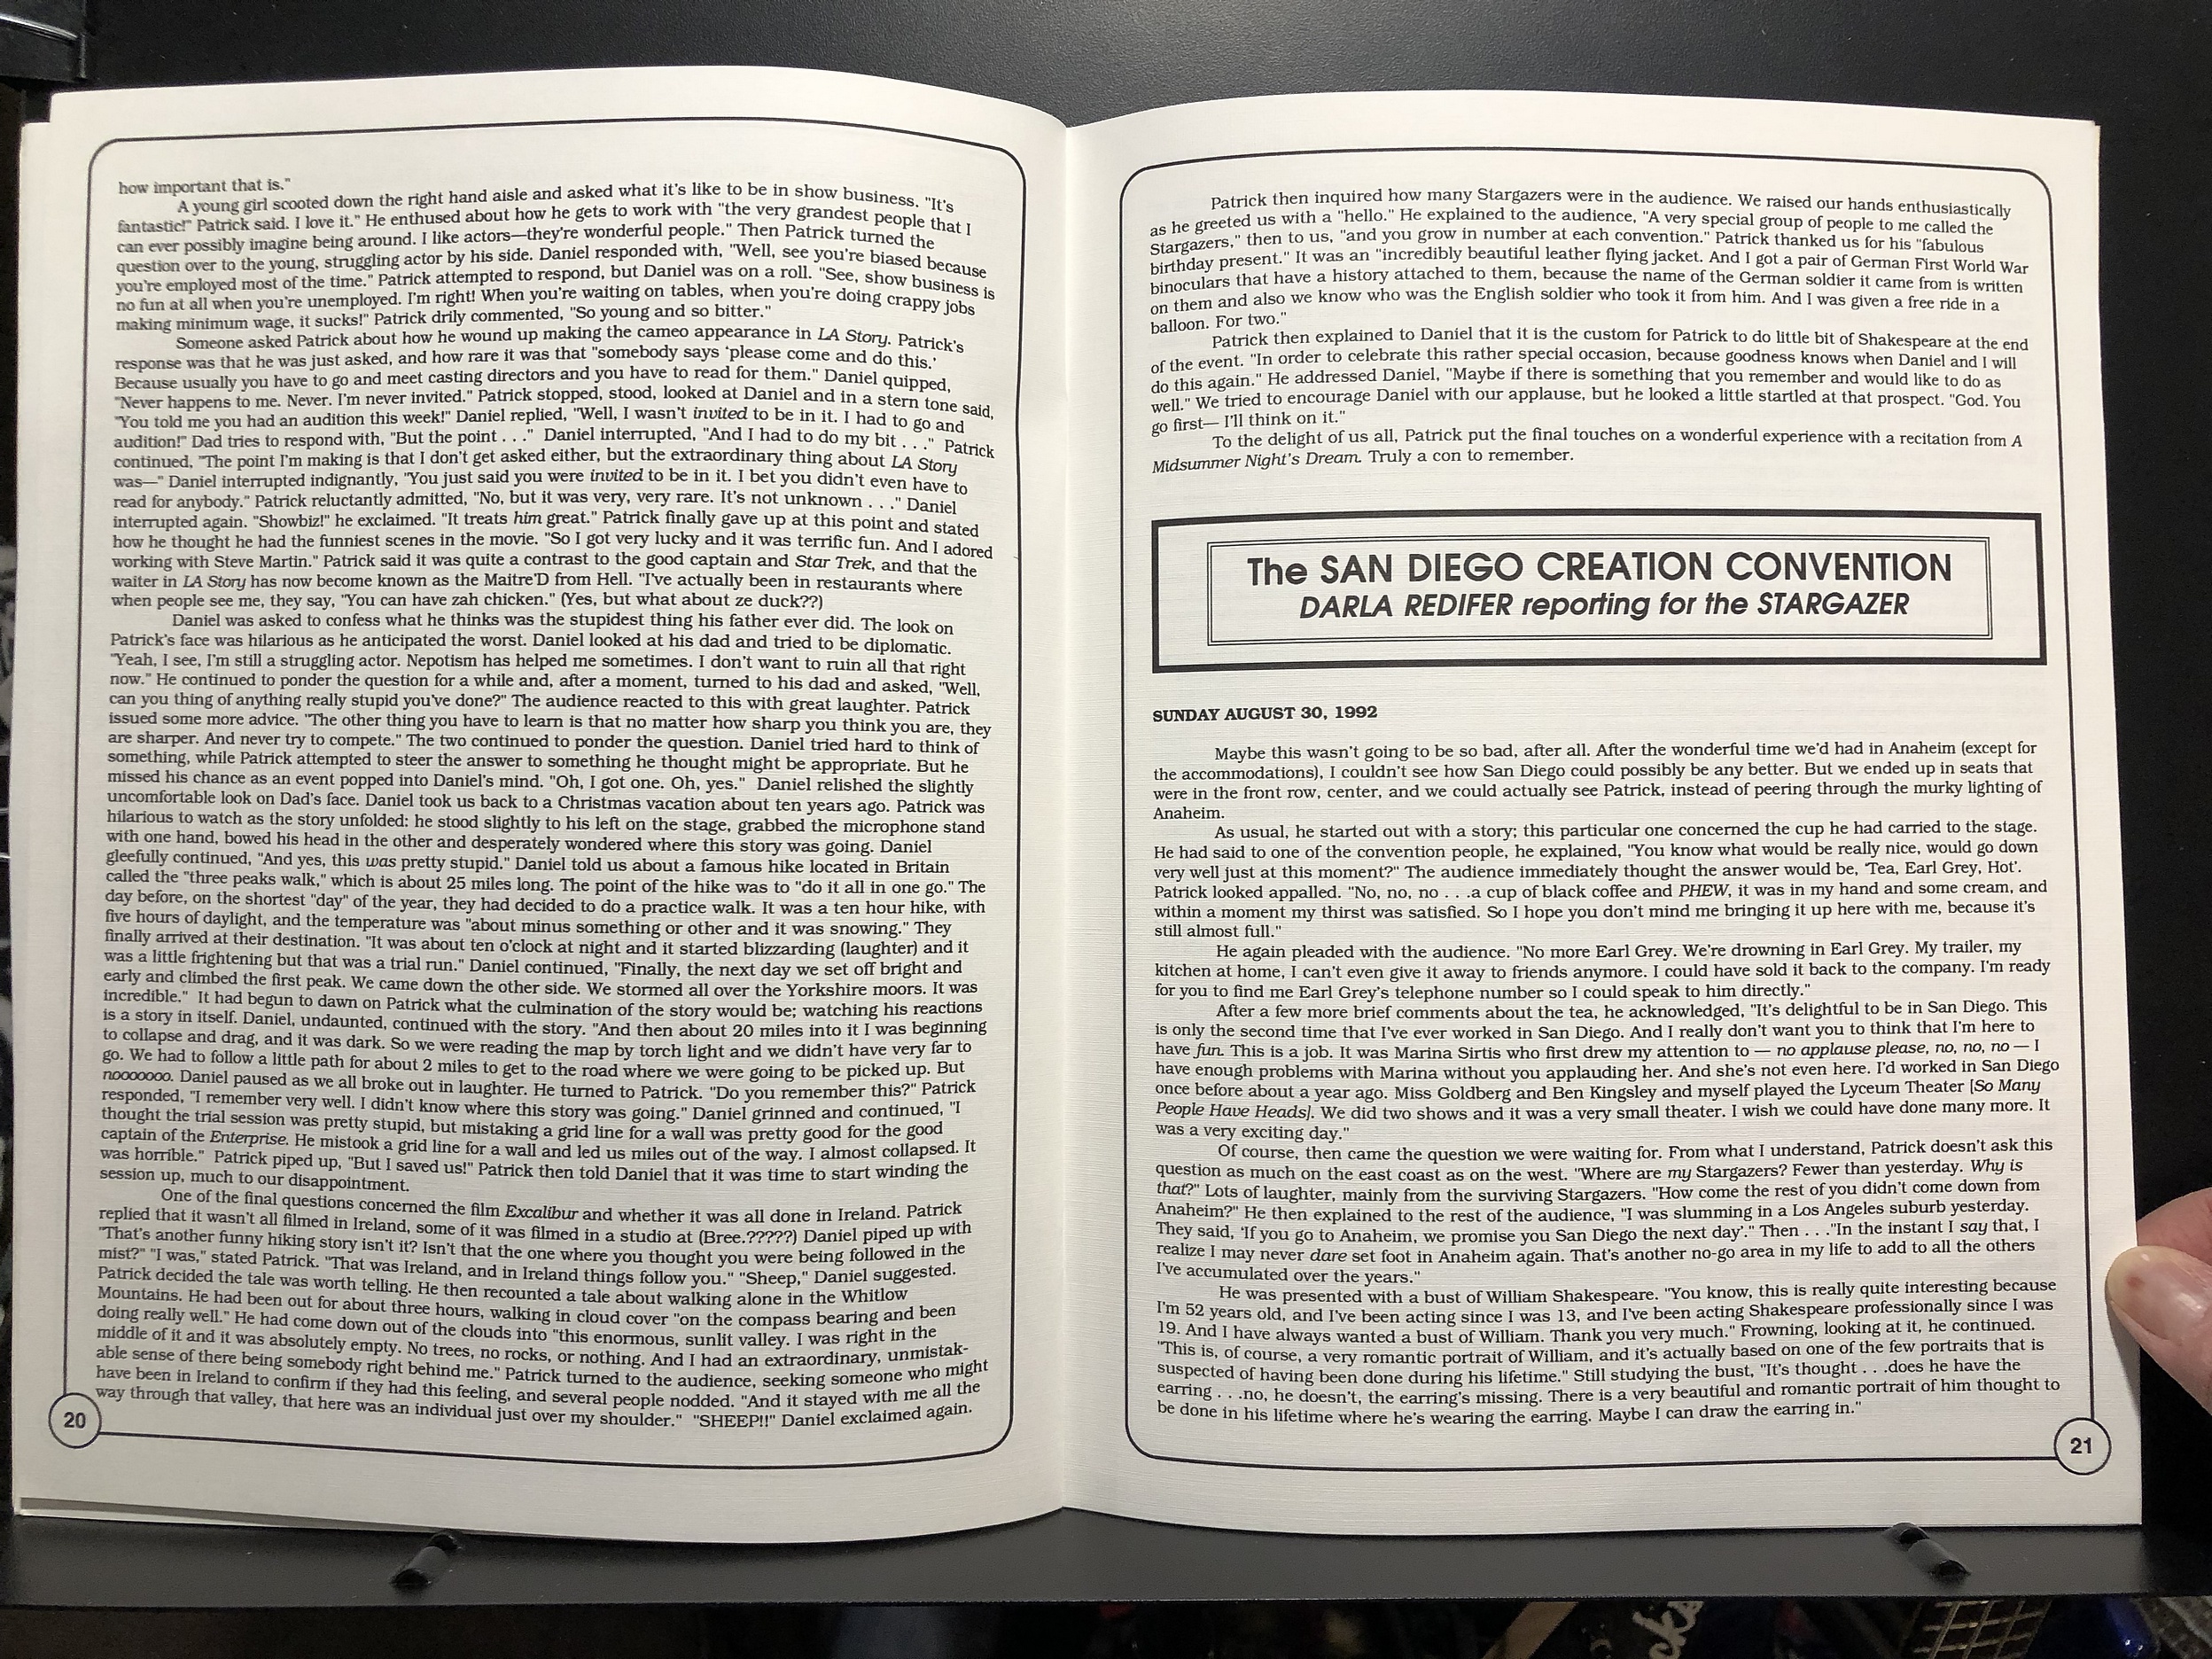 how important that is."
A young girl scooted down the right hand aisle and asked what it's like to be in show business. "It's
fantastic!" Patrick said. I love it." He enthused about how he gets to work with "the very grandest people that I
can ever possibly imagine being around. I like actors—they're wonderful people." Then Patrick turned the
question over to the young, struggling actor by his side. Daniel responded with, "Well, see you're biased because
you're employed most of the time." Patrick attempted to respond, but Daniel was on a roll. "See, show business is
no fun at all when you're unemployed. I'm right! When you're waiting on tables, when you're doing crappy jobs
making minimum wage, it sucks!" Patrick drily commented, "So young and so bitter."
Someone asked Patrick about how he wound up making the cameo appearance in LA Story. Patrick's
response was that he was just asked, and how rare it was that "somebody says 'please come and do this.'
Because usually you have to go and meet casting directors and you have to read for them." Daniel quipped,
"Never happens to me. Never. I'm never invited." Patrick stopped, stood, looked at Daniel and in a stern tone said,
"You told me you had an audition this week!" Daniel replied, "Well, I wasn't invited to be in it. I had to go and
audition!" Dad tries to respond with, "But the point . . ." Daniel interrupted, "And I had to do my bit . . ." Patrick
continued, "The point I'm making is that I don't get asked either, but the extraordinary thing about LA Story
was—" Daniel interrupted indignantly, "You just said you were invited to be in it. I bet you didn't even have to
read for anybody." Patrick reluctantly admitted, "No, but it was very, very rare. It's not unknown . . ." Daniel
interrupted again. "Showbiz!" he exclaimed. "It treats him great." Patrick finally gave up at this point and stated
how he thought he had the funniest scenes in the movie. "So I got very lucky and it was terrific fun. And I adored
working with Steve Martin." Patrick said it was quite a contrast to the good captain and Star Trek, and that the
waiter in LA Story has now become known as the Maitre'D from Hell. "I've actually been in restaurants where
when people see me, they say, "You can have zah chicken." (Yes, but what about ze duck??)
Daniel was asked to confess what he thinks was the stupidest thing his father ever did. The look on
Patrick's face was hilarious as he anticipated the worst. Daniel looked at his dad and tried to be diplomatic.
"Yeah, I see, I'm still a struggling actor. Nepotism has helped me sometimes. I don't want to ruin all that right
now." He continued to ponder the question for a while and, after a moment, turned to his dad and asked, "Well,
can you thing of anything really stupid you've done?" The audience reacted to this with great laughter. Patrick
issued some more advice. "The other thing you have to learn is that no matter how sharp you think you are, they
are sharper. And never try to compete." The two continued to ponder the question. Daniel tried hard to think of
something, while Patrick attempted to steer the answer to something he thought might be appropriate. But he
missed his chance as an event popped into Daniel's mind. "Oh, I got one. Oh, yes." Daniel relished the slightly
uncomfortable look on Dad's face. Daniel took us back to a Christmas vacation about ten years ago. Patrick was
hilarious to watch as the story unfolded: he stood slightly to his left on the stage, grabbed the microphone stand
with one hand, bowed his head in the other and desperately wondered where this story was going. Daniel
gleefully continued, "And yes, this was pretty stupid." Daniel told us about a famous hike located in Britain
called the "three peaks walk," which is about 25 miles long. The point of the hike was to "do it all in one go." The
day before, on the shortest "day" of the year, they had decided to do a practice walk. It was a ten hour hike, with
five hours of daylight, and the temperature was "about minus something or other and it was snowing." They
finally arrived at their destination. "It was about ten o'clock at night and it started blizzarding (laughter) and it
was a little frightening but that was a trial run." Daniel continued, "Finally, the next day we set off bright and
early and climbed the first peak. We came down the other side. We stormed all over the Yorkshire moors. It was
incredible." It had begun to dawn on Patrick what the culmination of the story would be; watching his reactions
is a story in itself. Daniel, undaunted, continued with the story. "And then about 20 miles into it I was beginning
to collapse and drag, and it was dark. So we were reading the map by torch light and we didn't have very far to
go. We had to follow a little path for about 2 miles to get to the road where we were going to be picked up. But
nooooooo. Daniel paused as we all broke out in laughter. He turned to Patrick. "Do you remember this?" Patrick
responded, "I remember very well. I didn't know where this story was going." Daniel grinned and continued, "I
thought the trial session was pretty stupid, but mistaking a grid line for a wall was pretty good for the good
captain of the Enterprise. He mistook a grid line for a wall and led us miles out of the way. I almost collapsed. It
was horrible." Patrick piped up, "But I saved us!" Patrick then told Daniel that it was time to start winding the
session up, much to our disappointment.
One of the final questions concerned the film Excalibur and whether it was all done in Ireland. Patrick
replied that it wasn't all filmed in Ireland, some of it was filmed in a studio at (Bree.?????) Daniel piped up with
"That's another funny hiking story isn't it? Isn't that the one where you thought you were being followed in the
mist?" "I was," stated Patrick. "That was Ireland, and in Ireland things follow you." "Sheep," Daniel suggested.
Patrick decided the tale was worth telling. He then recounted a tale about walking alone in the Whitlow
Mountains. He had been out for about three hours, walking in cloud cover "on the compass bearing and been
doing really well." He had come down out of the clouds into "this enormous, sunlit valley. I was right in the
middle of it and it was absolutely empty. No trees, no rocks, or nothing. And I had an extraordinary, unmistak-
able sense of there being somebody right behind me." Patrick turned to the audience, seeking someone who might
have been in Ireland to confirm if they had this feeling, and several people nodded. "And it stayed with me all the
way through that valley, that here was an individual just over my shoulder." "SHEEP!!" Daniel exclaimed again.
20
Patrick then inquired how many Stargazers were in the audience. We raised our hands enthusiastically
as he greeted us with a "hello." He explained to the audience, "A very special group of people to me called the
Stargazers," then to us, "and you grow in number at each convention." Patrick thanked us for his "fabulous
birthday present." It was an "incredibly beautiful leather flying jacket. And I got a pair of German First World War
binoculars that have a history attached to them, because the name of the German soldier it came from is written
on them and also we know who was the English soldier who took it from him. And I was given a free ride in a
balloon. For two."
Patrick then explained to Daniel that it is the custom for Patrick to do little bit of Shakespeare at the end
of the event. "In order to celebrate this rather special occasion, because goodness knows when Daniel and I will
do this again." He addressed Daniel, "Maybe if there is something that you remember and would like to do as
well." We tried to encourage Daniel with our applause, but he looked a little startled at that prospect. "God. You
go first— I'll think on it."
To the delight of us all, Patrick put the final touches on a wonderful experience with a recitation from A
Midsummer Night's Dream. Truly a con to remember.
The SAN DIEGO CREATION CONVENTION
DARLA REDIFER reporting for the STARGAZER
SUNDAY AUGUST 30, 1992
Maybe this wasn't going to be so bad, after all. After the wonderful time we'd had in Anaheim (except for
the accommodations), I couldn't see how San Diego could possibly be any better. But we ended up in seats that
were in the front row, center, and we could actually see Patrick, instead of peering through the murky lighting of
Anaheim.
As usual, he started out with a story; this particular one concerned the cup he had carried to the stage.
He had said to one of the convention people, he explained, "You know what would be really nice, would go down
very well just at this moment?" The audience immediately thought the answer would be, 'Tea, Earl Grey, Hot'.
Patrick looked appalled. "No, no, no . . .a cup of black coffee and PHEW, it was in my hand and some cream, and
within a moment my thirst was satisfied. So I hope you don't mind me bringing it up here with me, because it's
still almost full."
He again pleaded with the audience. "No more Earl Grey. We're drowning in Earl Grey. My trailer, my
kitchen at home, I can't even give it away to friends anymore. I could have sold it back to the company. I'm ready
for you to find me Earl Grey's telephone number so I could speak to him directly."
After a few more brief comments about the tea, he acknowledged, "It's delightful to be in San Diego. This
is only the second time that I've ever worked in San Diego. And I really don't want you to think that I'm here to
have fun. This is a job. It was Marina Sirtis who first drew my attention to — no applause please, no, no, no — I
have enough problems with Marina without you applauding her. And she's not even here. I'd worked in San Diego
once before about a year ago. Miss Goldberg and Ben Kingsley and myself played the Lyceum Theater [So Many
People Have Heads]. We did two shows and it was a very small theater. I wish we could have done many more. It
was a very exciting day."
Of course, then came the question we were waiting for. From what I understand, Patrick doesn't ask this
question as much on the east coast as on the west. "Where are my Stargazers? Fewer than yesterday. Why is
that?" Lots of laughter, mainly from the surviving Stargazers. "How come the rest of you didn't come down from
Anaheim?" He then explained to the rest of the audience, "I was slumming in a Los Angeles suburb yesterday.
They said, 'If you go to Anaheim, we promise you San Diego the next day'." Then . . ."In the instant I say that, I
realize I may never dare set foot in Anaheim again. That's another no-go area in my life to add to all the others
I've accumulated over the years."
He was presented with a bust of William Shakespeare. "You know, this is really quite interesting because
I'm 52 years old, and I've been acting since I was 13, and I've been acting Shakespeare professionally since I was
19. And I have always wanted a bust of William. Thank you very much." Frowning, looking at it, he continued.
"This is, of course, a very romantic portrait of William, and it's actually based on one of the few portraits that is
suspected of having been done during his lifetime." Still studying the bust, "It's thought . . .does he have the
earring . . .no, he doesn't, the earring's missing. There is a very beautiful and romantic portrait of him thought to
be done in his lifetime where he's wearing the earring. Maybe I can draw the earring in."
21